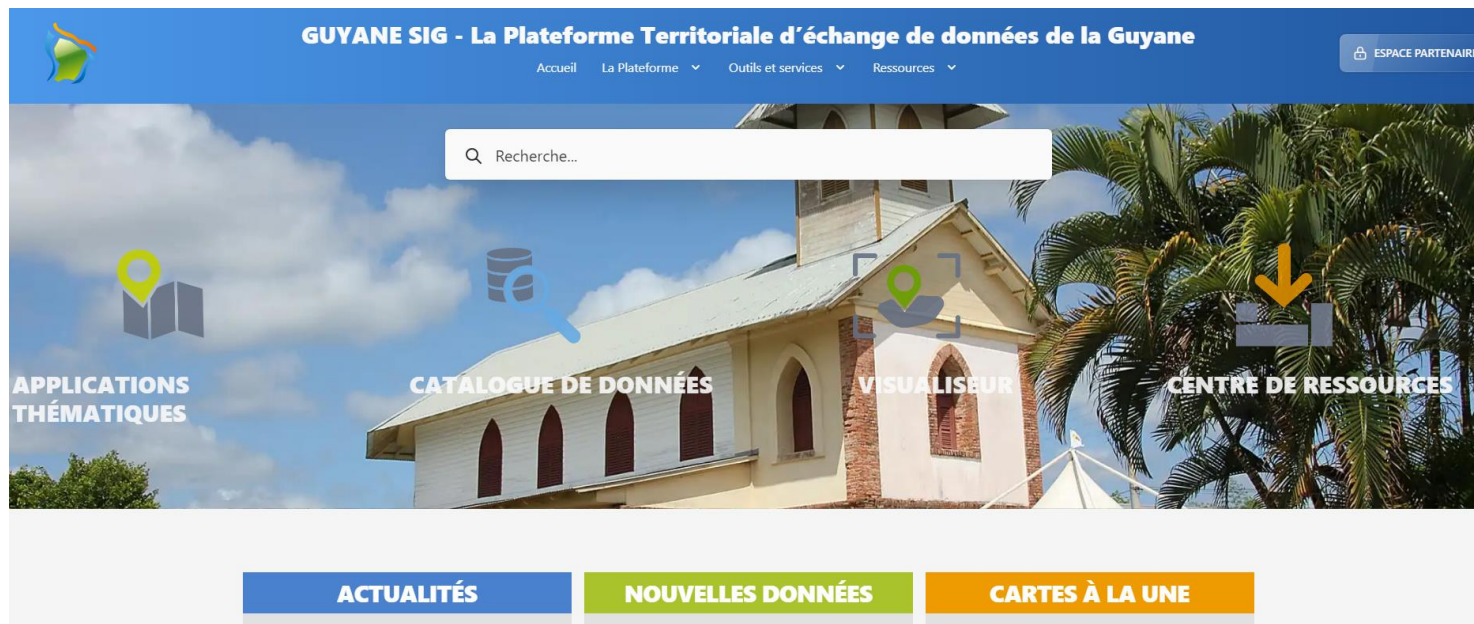 GUYANE SIG - La Plateforme Territoriale d´échange de données de la Guyane
Accueil La Plateforme Outils et services Ressources
ESPACE PARTENAIRE
Recherche...
APPLICATIONS
THÉMATIQUES
CATALOGUE DE DONNÉES
VISUALISEUR
CENTRE DE RESSOURCES
ACTUALITÉS
NOUVELLES DONNÉES
CARTES À LA UNE